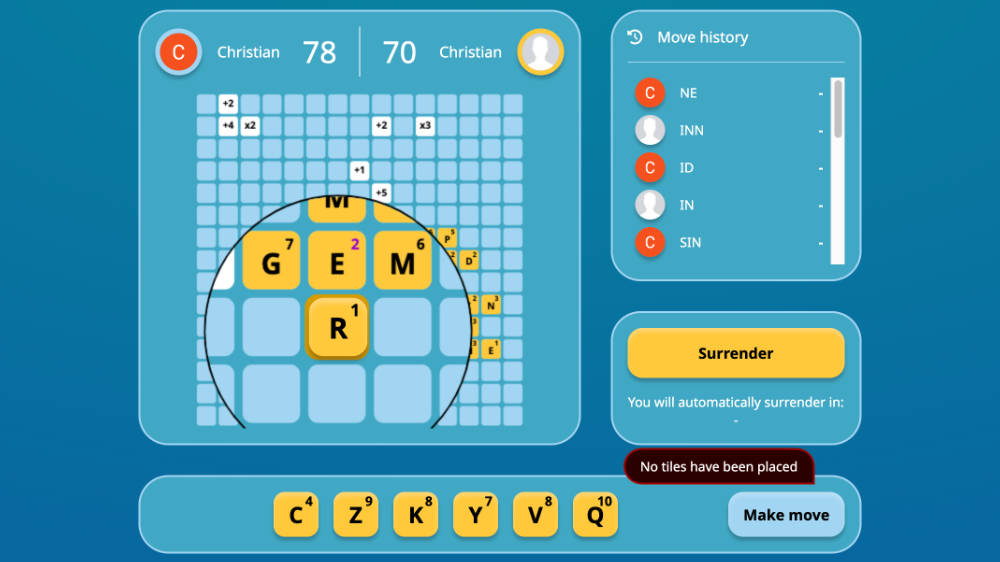 C Christian 78 70 Christian
Move history
+2
+4 x2 +2 x3
+1
+5
C NE -
INN -
C ID -
IN -
C SIN -
M
P 5
G 7 E 2 M 6
D 2
R 1
N 3
E 1
Surrender
You will automatically surrender in:
-
No tiles have been placed
C 4 Z 9 K 8 Y 7 V 8 Q 10
Make move